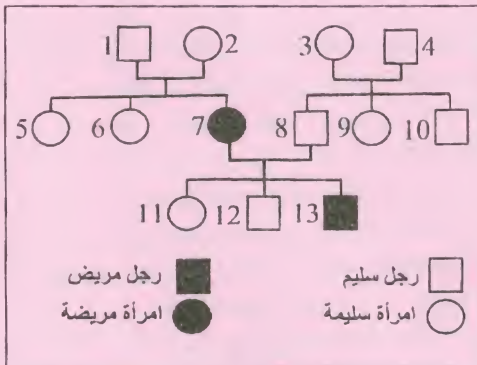 1 2 3 4
5 6 7 8 9 10
11 12 13
رجل سليم رجل مريض
امرأة سليمة امرأة مريضة